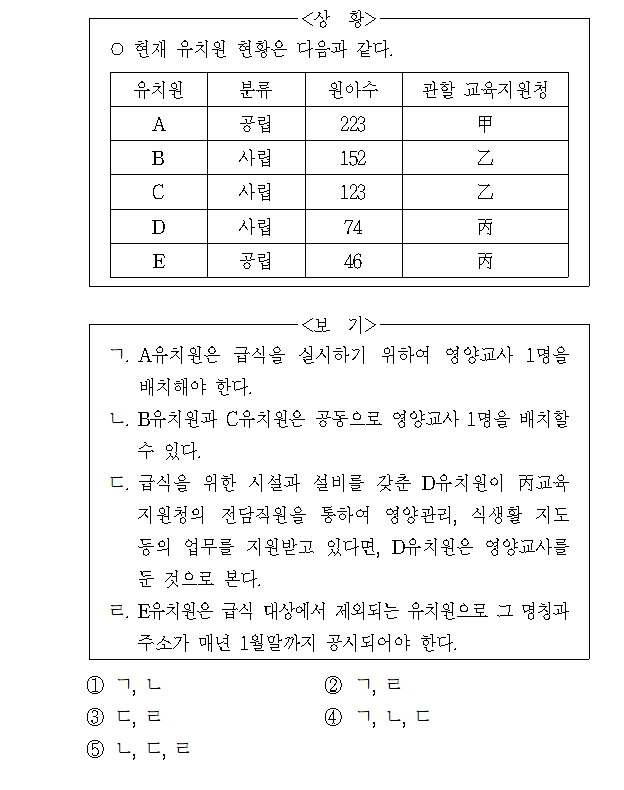 <상 황>
○ 현재 유치원 현황은 다음과 같다.
유치원 분류 원아수 관할 교육지원청
A 공립 223 甲
B 사립 152 乙
C 사립 123 乙
D 사립 74 丙
E 공립 46 丙
<보 기>
ㄱ. A유치원은 급식을 실시하기 위하여 영양교사 1명을
배치해야 한다.
ㄴ. B유치원과 C유치원은 공동으로 영양교사 1명을 배치할
수 있다.
ㄷ. 급식을 위한 시설과 설비를 갖춘 D유치원이 丙교육
지원청의 전담직원을 통하여 영양관리, 식생활 지도
등의 업무를 지원받고 있다면, D유치원은 영양교사를
둔 것으로 본다.
ㄹ. E유치원은 급식 대상에서 제외되는 유치원으로 그 명칭과
주소가 매년 1월말까지 공시되어야 한다.
① ㄱ, ㄴ ② ㄱ, ㄹ
③ ㄷ, ㄹ ④ ㄱ, ㄴ, ㄷ
⑤ ㄴ, ㄷ, ㄹ